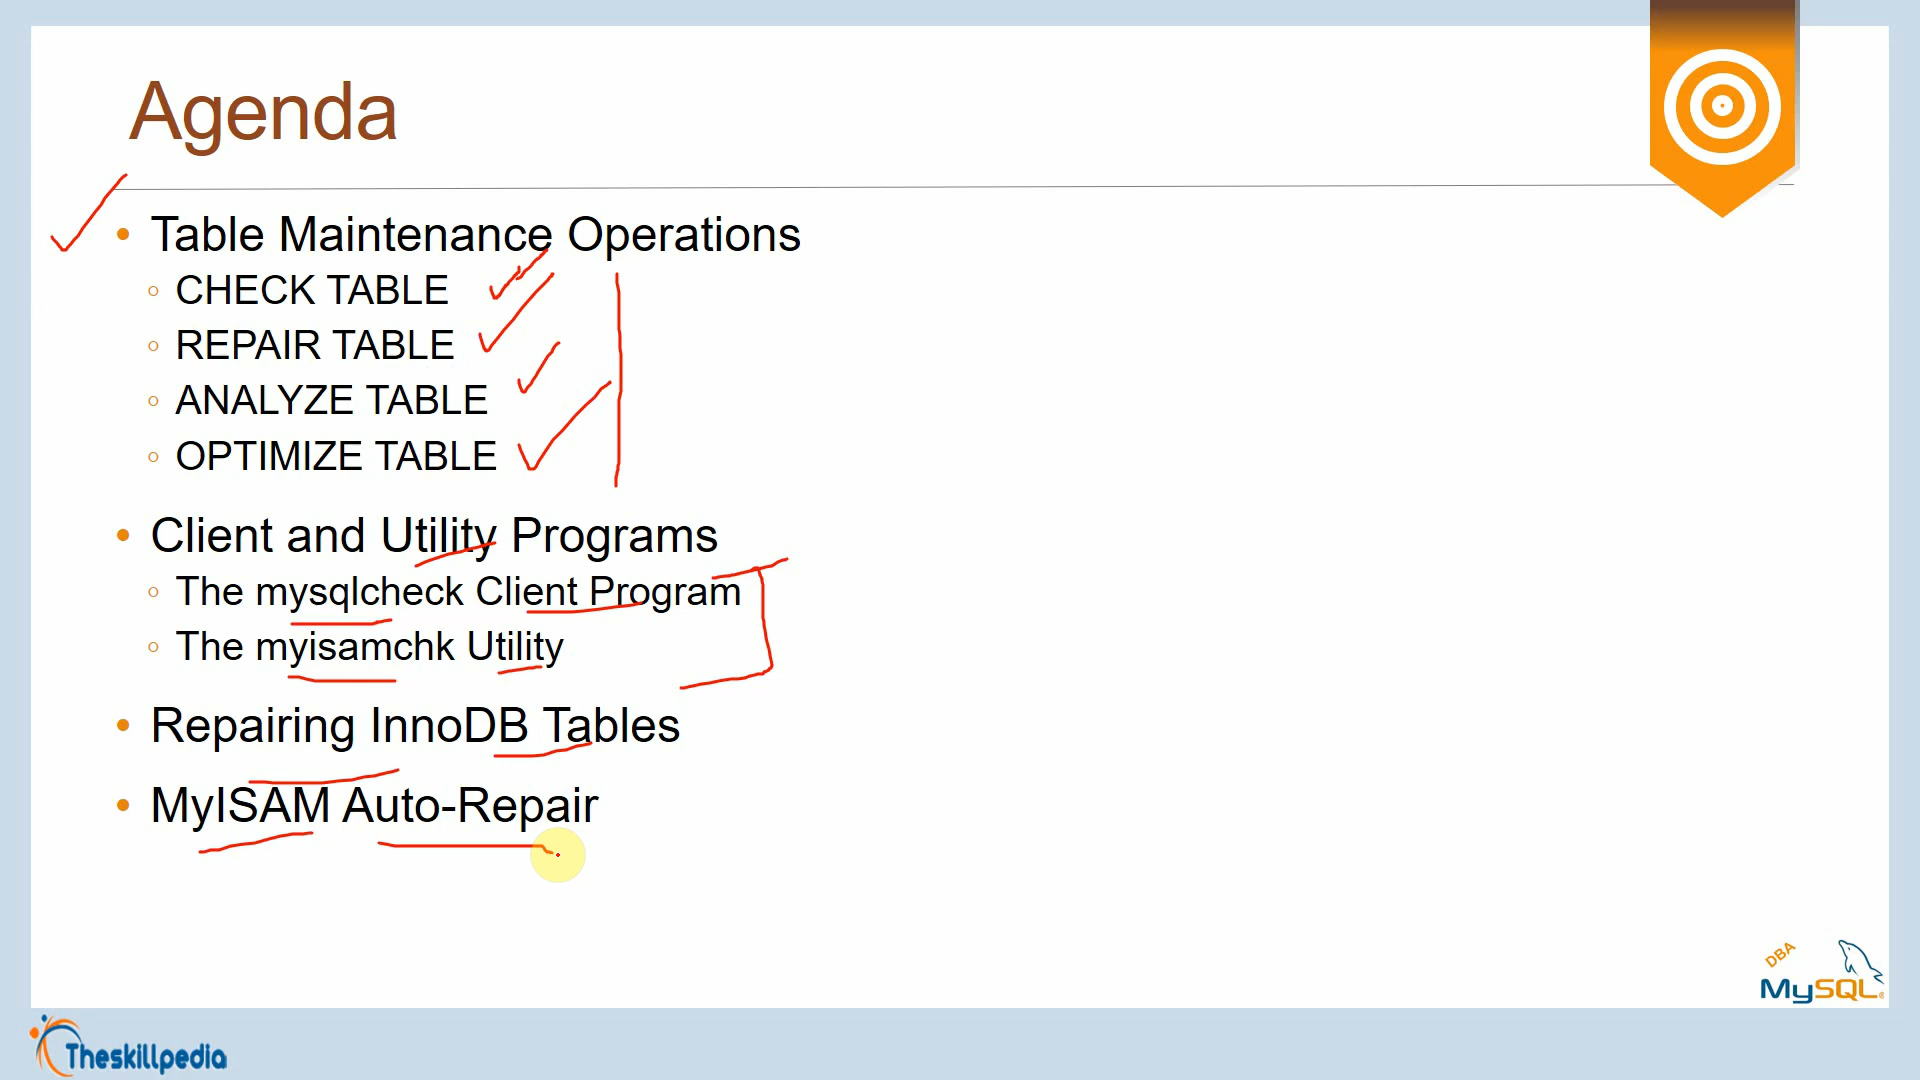 Agenda
• Table Maintenance Operations
◦ CHECK TABLE
◦ REPAIR TABLE
◦ ANALYZE TABLE
◦ OPTIMIZE TABLE
• Client and Utility Programs
◦ The mysqlcheck Client Program
◦ The myisamchk Utility
• Repairing InnoDB Tables
• MyISAM Auto-Repair
DBA
MySQL®
Theskillpedia